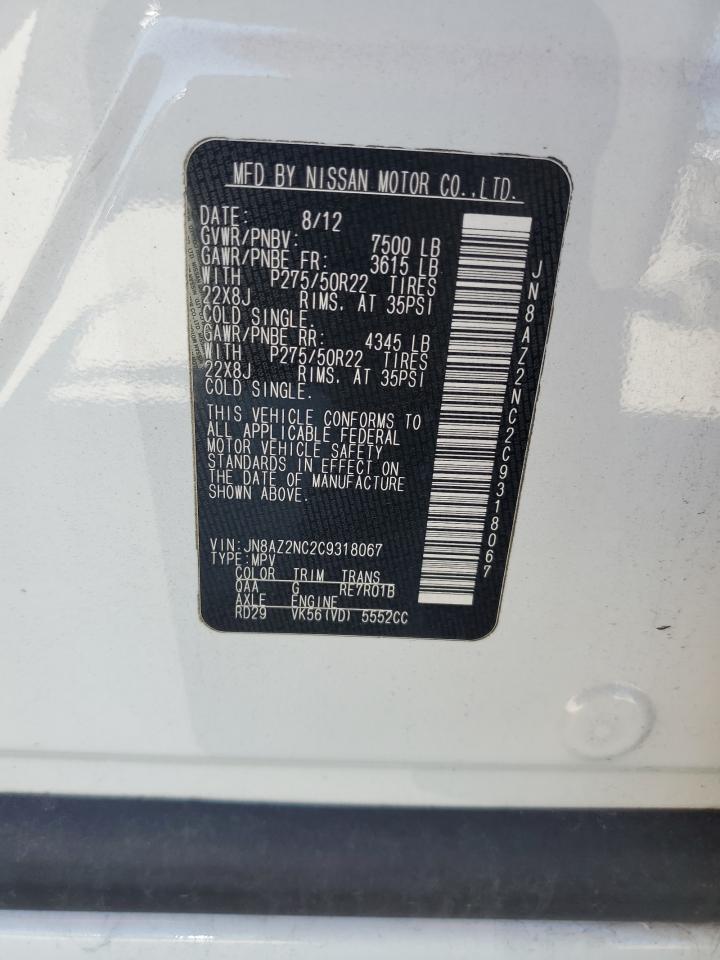 MFD BY NISSAN MOTOR CO.,LTD.
DATE: 8/12
GVWR/PNBV: 7500 LB
GAWR/PNBE FR: 3615 LB
WITH P275/50R22 TIRES
22X8J RIMS. AT 35PSI
COLD SINGLE.
GAWR/PNBE RR: 4345 LB
WITH P275/50R22 TIRES
22X8J RIMS. AT 35PSI
COLD SINGLE.
THIS VEHICLE CONFORMS TO
ALL APPLICABLE FEDERAL
MOTOR VEHICLE SAFETY
STANDARDS IN EFFECT ON
THE DATE OF MANUFACTURE
SHOWN ABOVE.
VIN:JN8AZ2NC2C9318067
TYPE:MPV
COLOR TRIM TRANS
QAA G RE7R01B
AXLE ENGINE
RD29 VK56(VD) 5552CC
JN8AZ2NC2C9318067